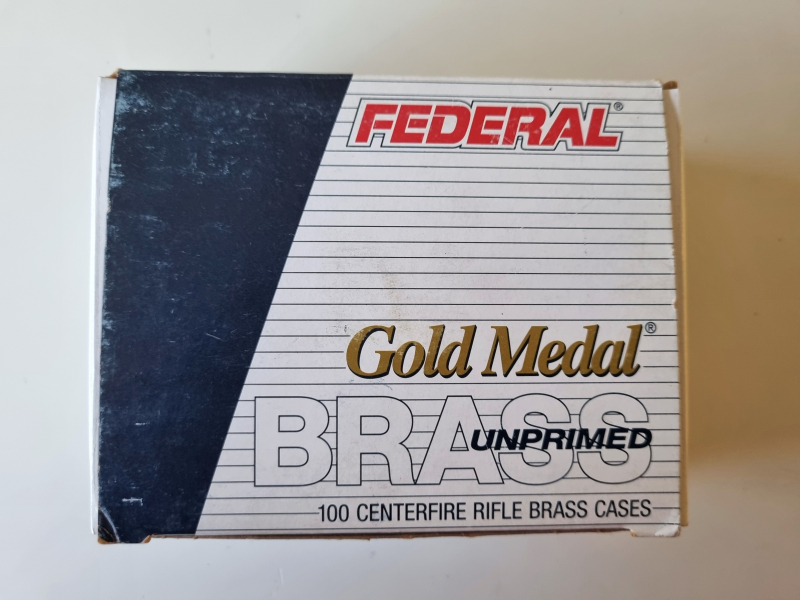 FEDERAL®
Gold Medal®
BRASS
UNPRIMED
100 CENTERFIRE RIFLE BRASS CASES